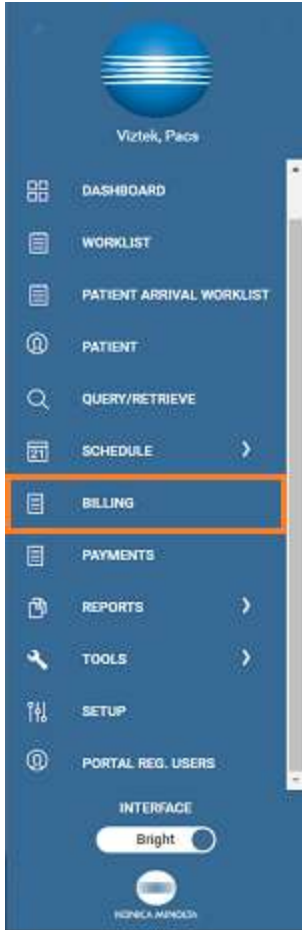 Viztek, Pacs
DASHBOARD
WORKLIST
PATIENT ARRIVAL WORKLIST
PATIENT
QUERY/RETRIEVE
21 SCHEDULE
BILLING
PAYMENTS
REPORTS
TOOLS
SETUP
PORTAL REG. USERS
INTERFACE
Bright
KONICA MINOLTA